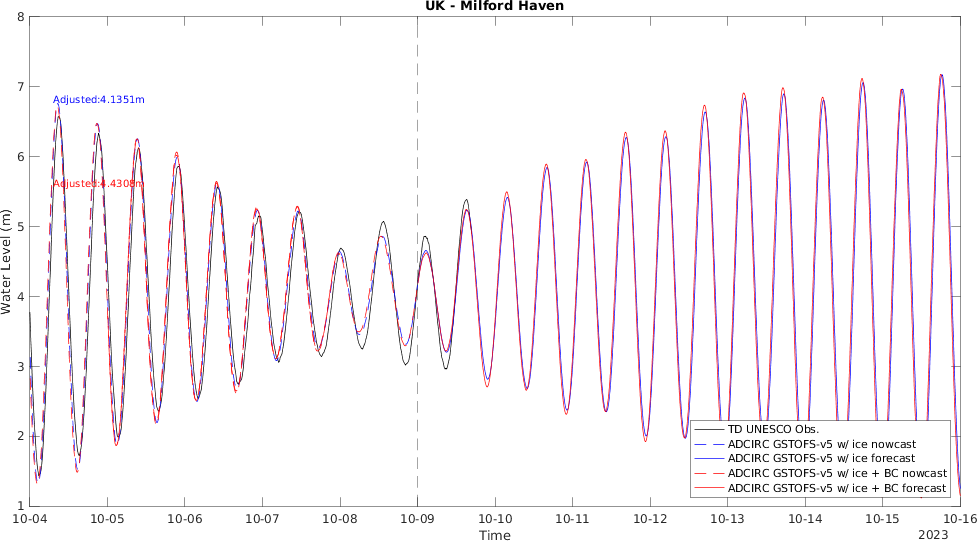 UK - Milford Haven
8
7
6
5
4
3
2
1
Water Level (m)
Adjusted:4.1351m
Adjusted:4.4308m
TD UNESCO Obs.
ADCIRC GSTOFS-v5 w/ ice nowcast
ADCIRC GSTOFS-v5 w/ ice forecast
ADCIRC GSTOFS-v5 w/ ice + BC nowcast
ADCIRC GSTOFS-v5 w/ ice + BC forecast
10-04 10-05 10-06 10-07 10-08 10-09 10-10 10-11 10-12 10-13 10-14 10-15 10-16
Time
2023